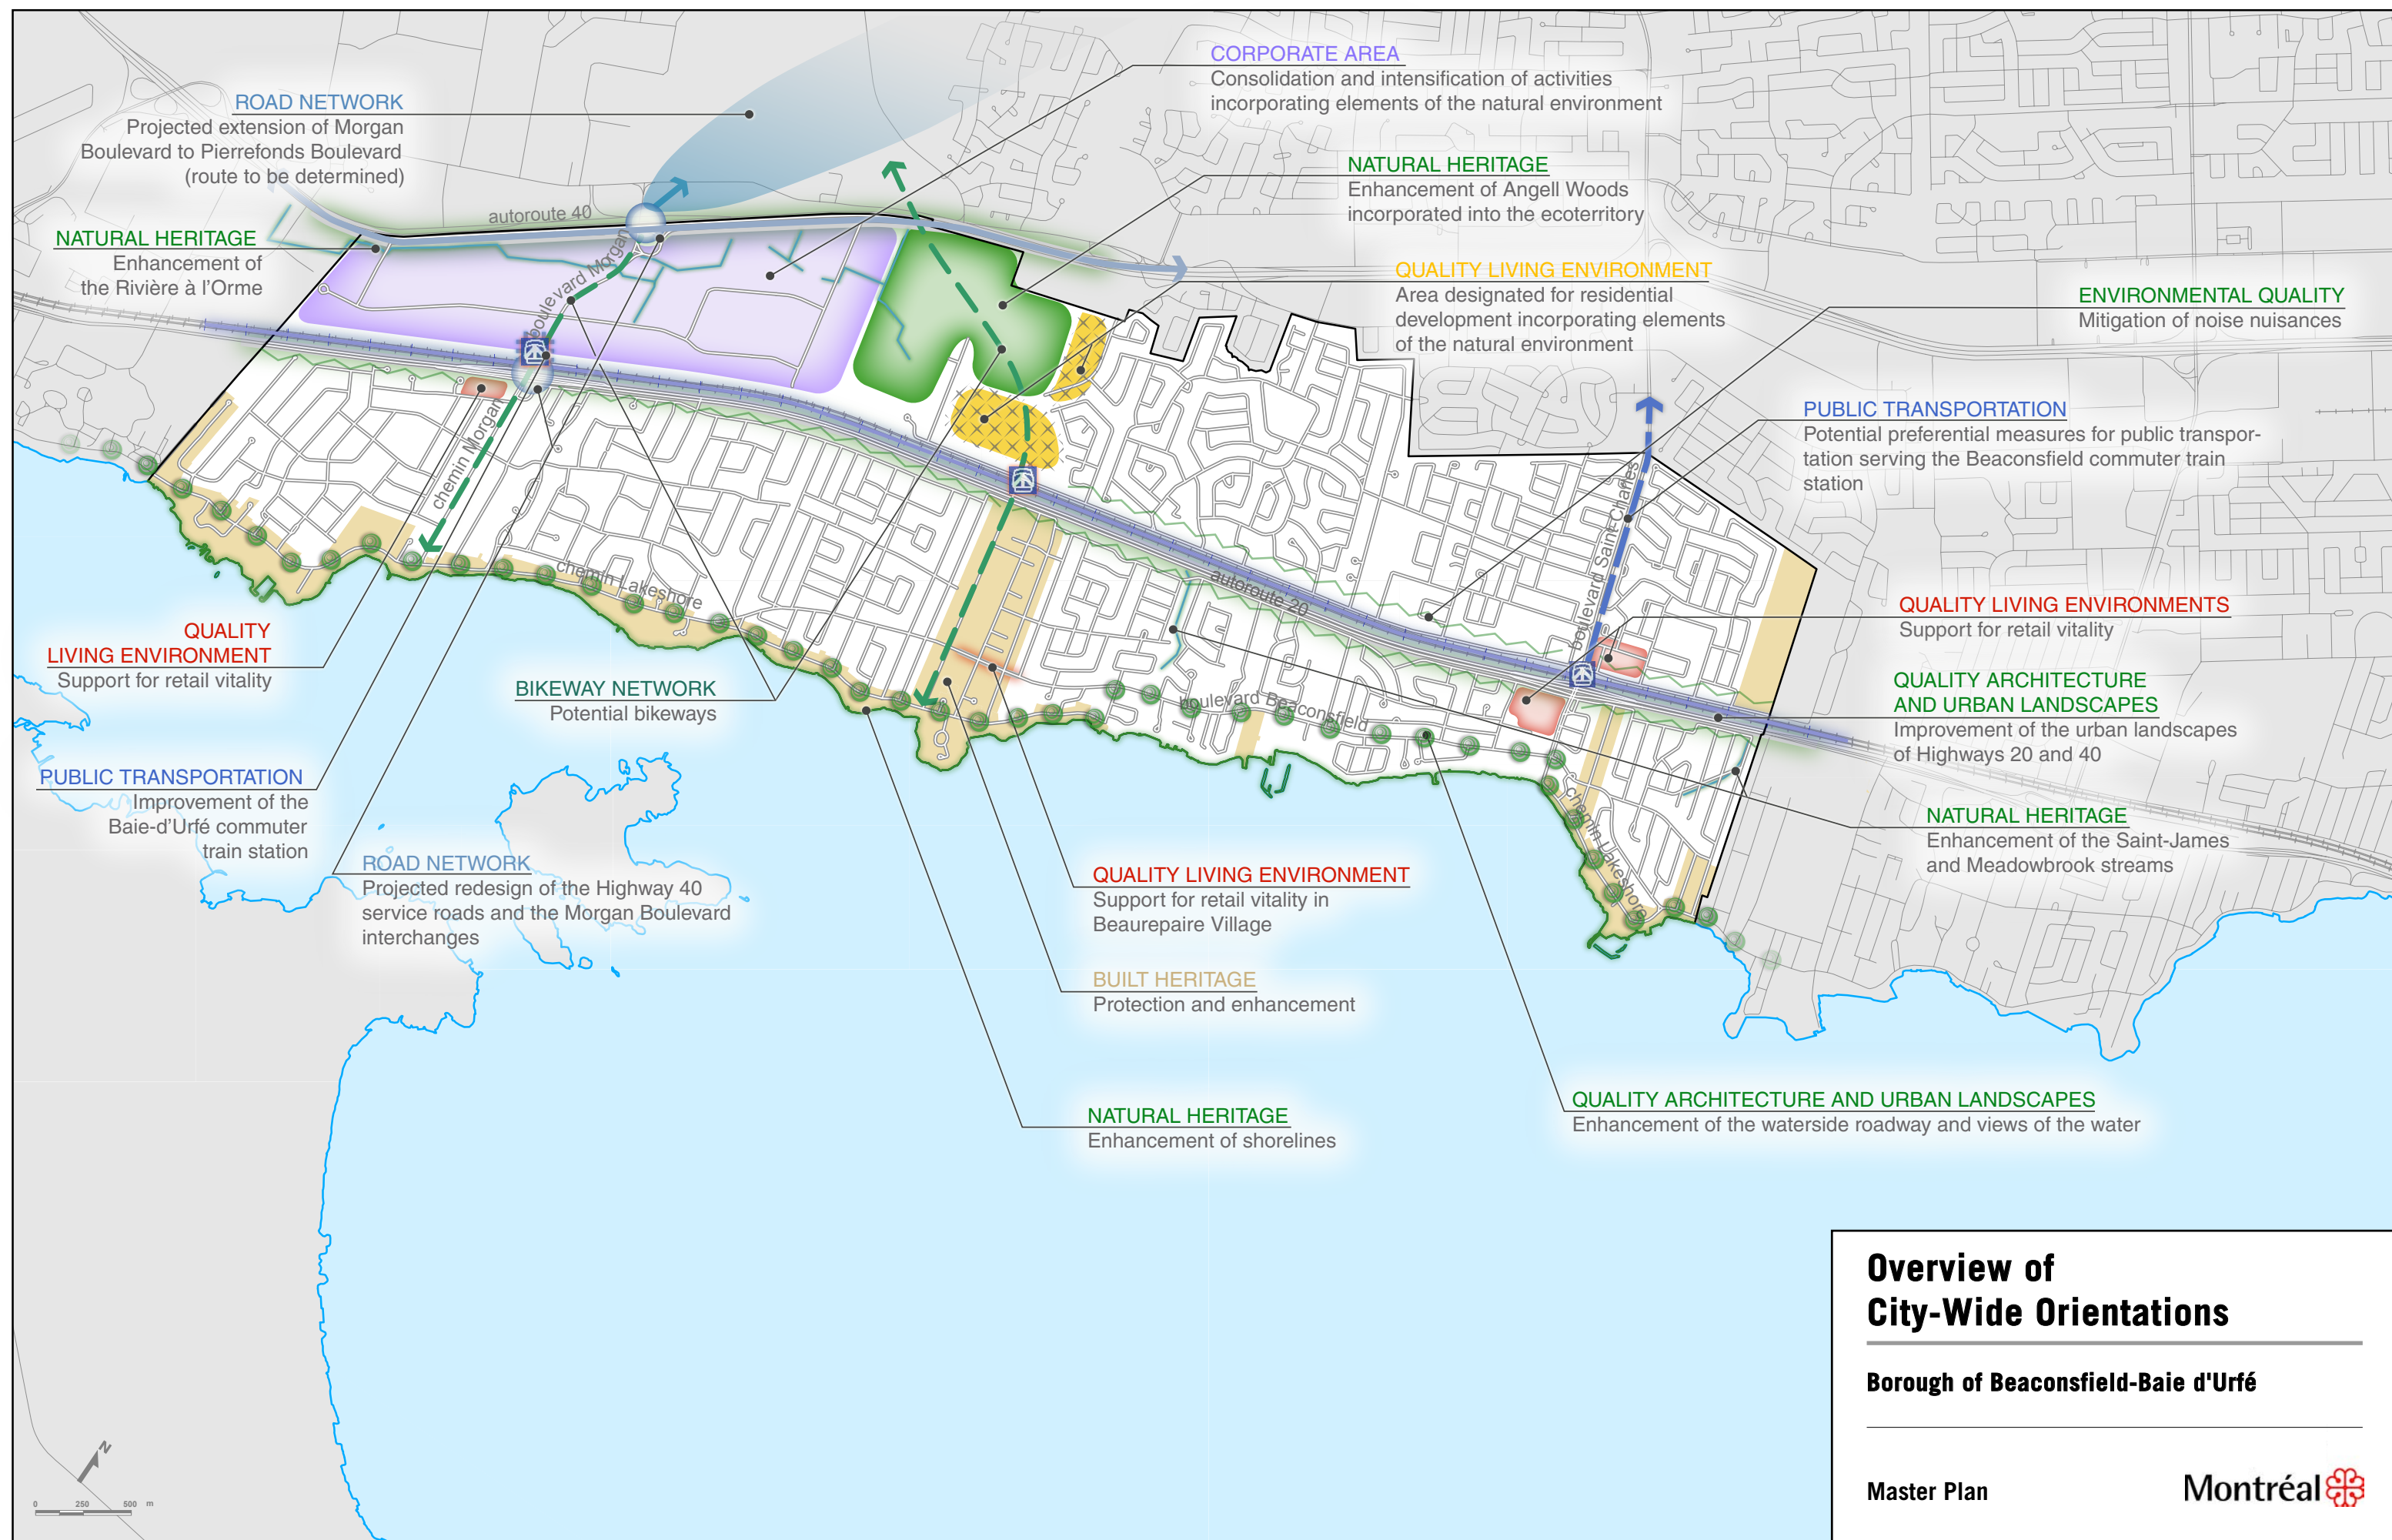 CORPORATE AREA
Consolidation and intensification of activities
incorporating elements of the natural environment
ROAD NETWORK
Projected extension of Morgan
Boulevard to Pierrefonds Boulevard
(route to be determined)
NATURAL HERITAGE
Enhancement of Angell Woods
incorporated into the ecoterritory
autoroute 40
NATURAL HERITAGE
Enhancement of
the Rivière à l'Orme
boulevard Morgan
QUALITY LIVING ENVIRONMENT
Area designated for residential
development incorporating elements
of the natural environment
ENVIRONMENTAL QUALITY
Mitigation of noise nuisances
PUBLIC TRANSPORTATION
Potential preferential measures for public transpor-
tation serving the Beaconsfield commuter train
station
chemin Morgan
boulevard Saint-Charles
chemin Lakeshore
autoroute 20
QUALITY LIVING ENVIRONMENTS
Support for retail vitality
QUALITY
LIVING ENVIRONMENT
Support for retail vitality
BIKEWAY NETWORK
Potential bikeways
boulevard Beaconsfield
QUALITY ARCHITECTURE
AND URBAN LANDSCAPES
Improvement of the urban landscapes
of Highways 20 and 40
PUBLIC TRANSPORTATION
Improvement of the
Baie-d'Urfé commuter
train station
chemin Lakeshore
NATURAL HERITAGE
Enhancement of the Saint-James
and Meadowbrook streams
ROAD NETWORK
Projected redesign of the Highway 40
service roads and the Morgan Boulevard
interchanges
QUALITY LIVING ENVIRONMENT
Support for retail vitality in
Beaurepaire Village
BUILT HERITAGE
Protection and enhancement
NATURAL HERITAGE
Enhancement of shorelines
QUALITY ARCHITECTURE AND URBAN LANDSCAPES
Enhancement of the waterside roadway and views of the water
Overview of
City-Wide Orientations
Borough of Beaconsfield-Baie d'Urfé
Master Plan
Montréal
N
0 250 500 m